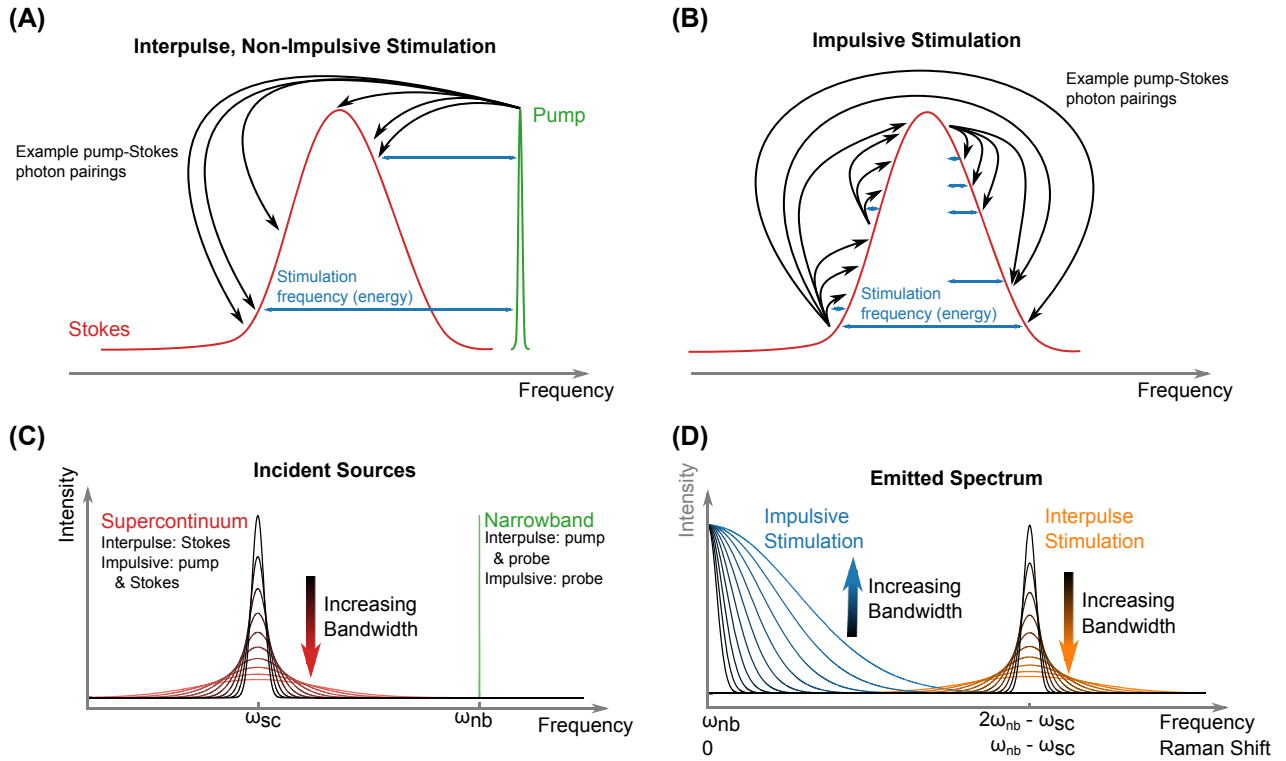 (A)
Interpulse, Non-Impulsive Stimulation
Pump
Example pump-Stokes
photon pairings
Stimulation
frequency (energy)
Stokes
Frequency
(B)
Impulsive Stimulation
Example pump-Stokes
photon pairings
Stimulation
frequency (energy)
Frequency
(C)
Incident Sources
Intensity
Supercontinuum
Interpulse: Stokes
Impulsive: pump
& Stokes
Narrowband
Interpulse: pump
& probe
Impulsive: probe
Increasing
Bandwidth
ωsc
ωnb
Frequency
(D)
Emitted Spectrum
Intensity
Impulsive
Stimulation
Increasing
Bandwidth
Interpulse
Stimulation
Increasing
Bandwidth
ωnb
2ωnb - ωsc
Frequency
0
ωnb - ωsc
Raman Shift